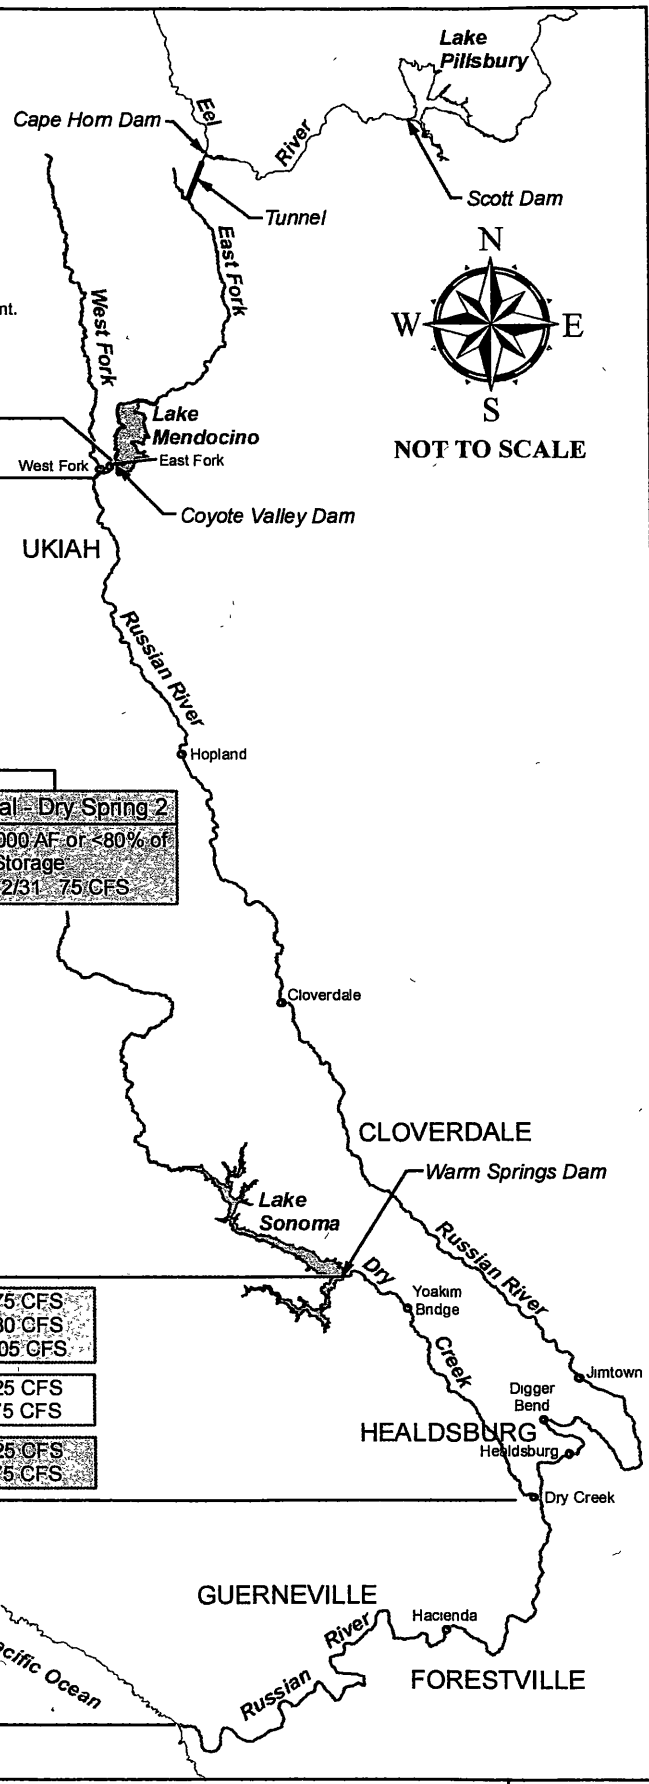 Lake
Pillsbury
Eel
Cape Horn Dam
River
Scott Dam
Tunnel
East Fork
N
W
E
S
NOT TO SCALE
nt.
West Fork
Lake
Mendocino
West Fork
East Fork
Coyote Valley Dam
UKIAH
Russian River
Hopland
al - Dry Spring 2
000 AF or <80% of
Storage
2/31 75 CFS
Cloverdale
CLOVERDALE
Warm Springs Dam
Lake
Sonoma
Russian River
Dry
Creek
Yoakim
Bridge
75 CFS
80 CFS
05 CFS
Jimtown
25 CFS
75 CFS
Digger
Bend
HEALDSBURG
Healdsburg
25 CFS
75 CFS
Dry Creek
GUERNEVILLE
Hacienda
River
Russian
FORESTVILLE
acific Ocean